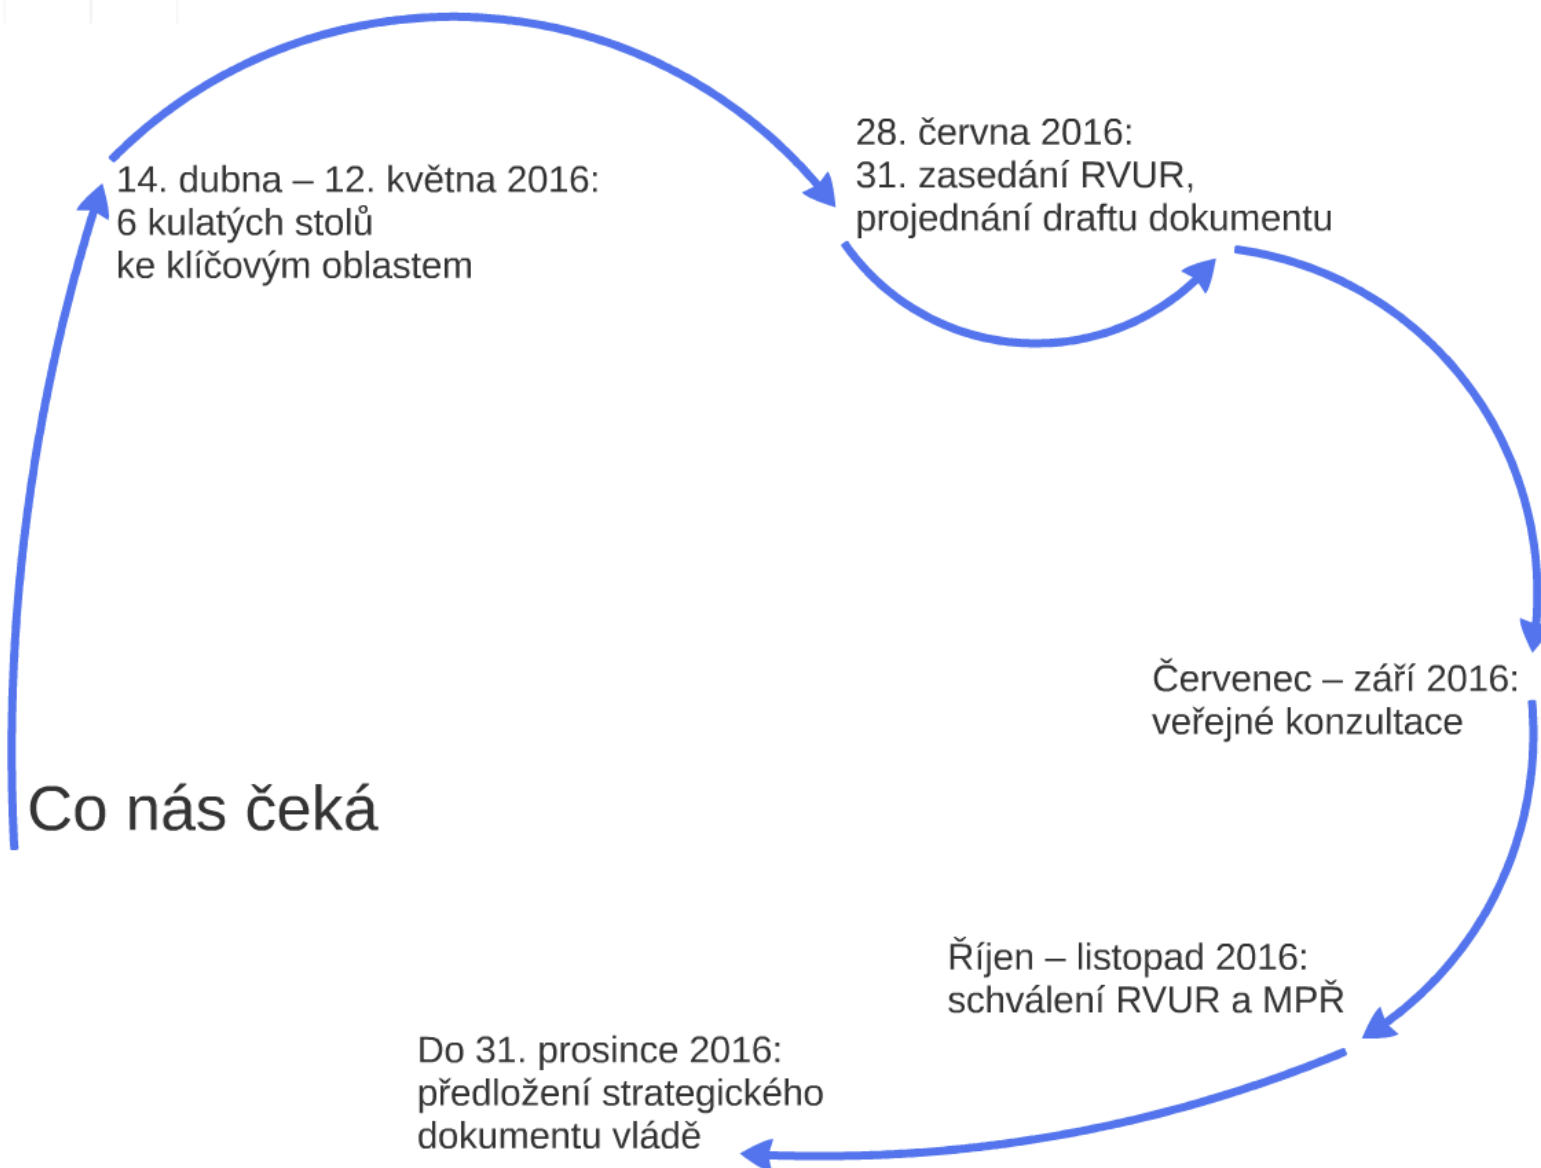 Co nás čeká
14. dubna – 12. května 2016:
6 kulatých stolů
ke klíčovým oblastem
28. června 2016:
31. zasedání RVUR,
projednání draftu dokumentu
Červenec – září 2016:
veřejné konzultace
Říjen – listopad 2016:
schválení RVUR a MPŘ
Do 31. prosince 2016:
předložení strategického
dokumentu vládě